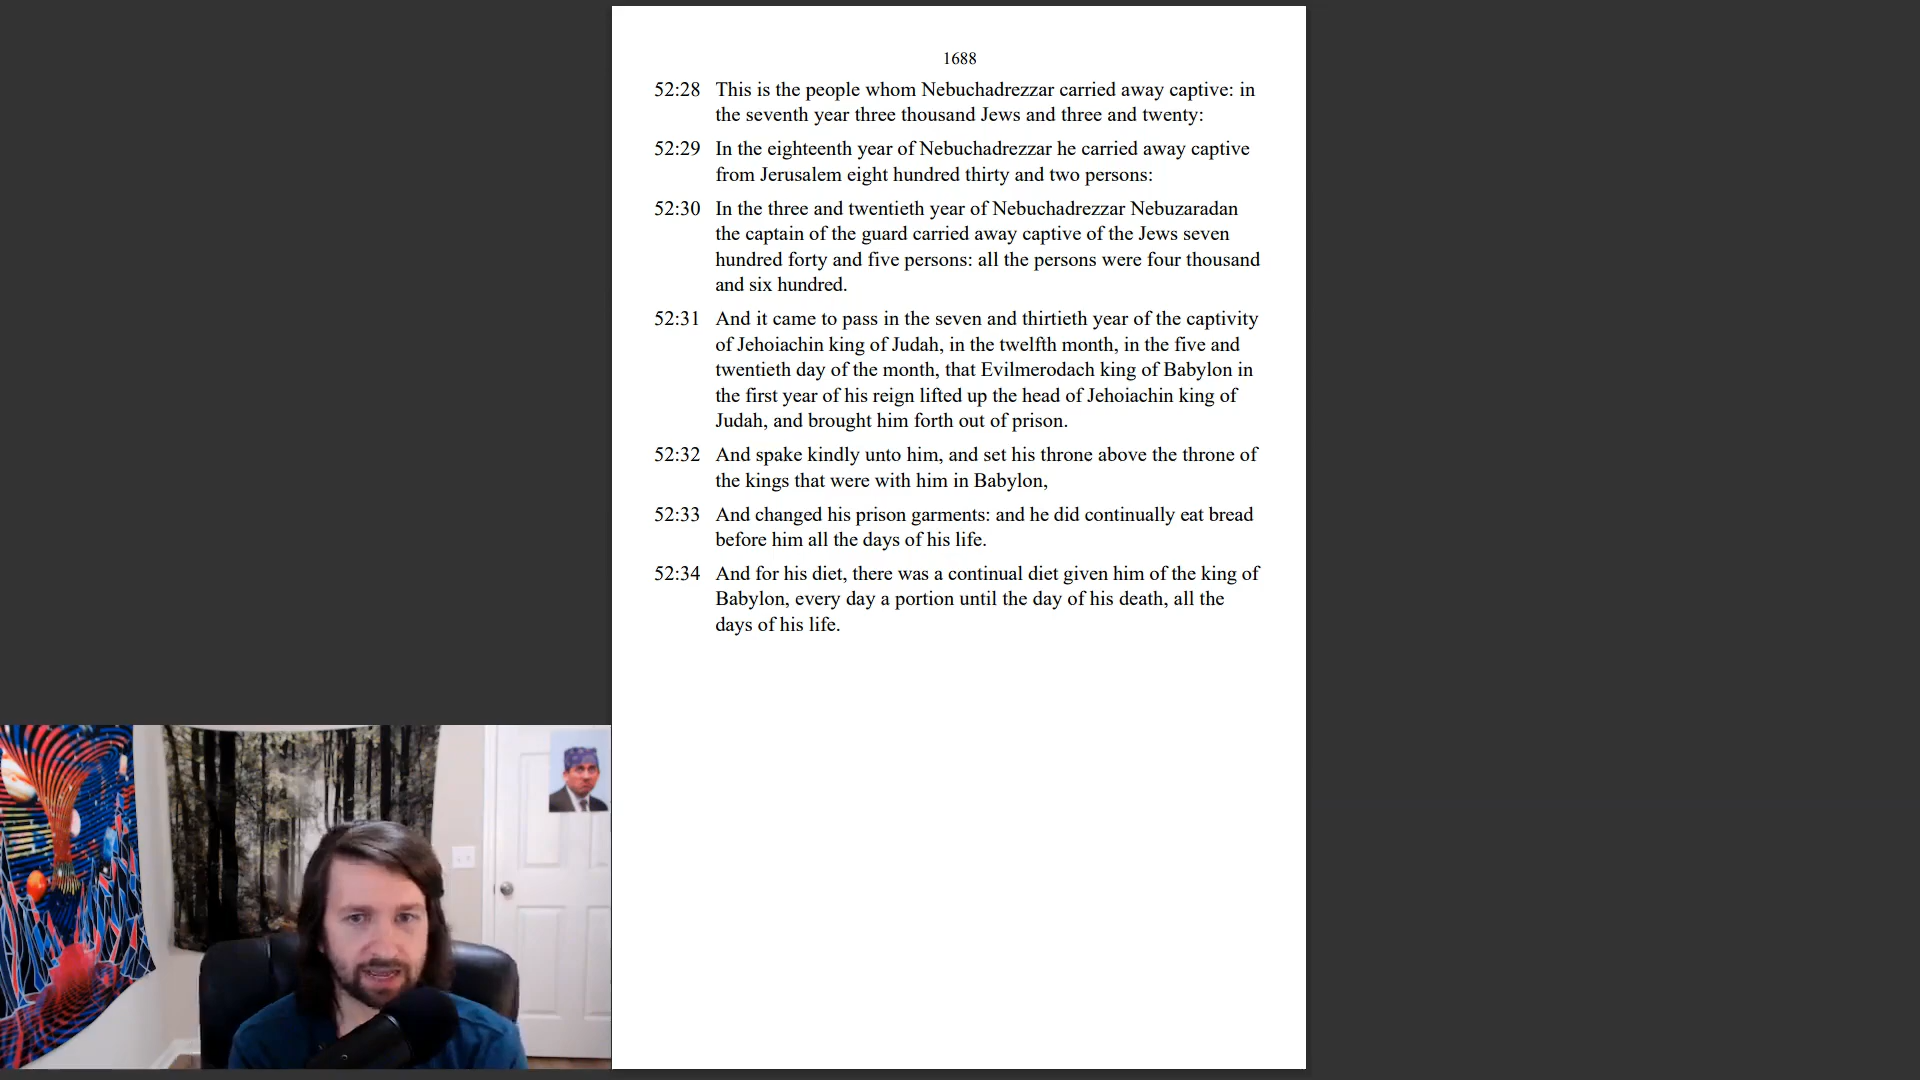 1688
52:28 This is the people whom Nebuchadrezzar carried away captive: in
the seventh year three thousand Jews and three and twenty:
52:29 In the eighteenth year of Nebuchadrezzar he carried away captive
from Jerusalem eight hundred thirty and two persons:
52:30 In the three and twentieth year of Nebuchadrezzar Nebuzaradan
the captain of the guard carried away captive of the Jews seven
hundred forty and five persons: all the persons were four thousand
and six hundred.
52:31 And it came to pass in the seven and thirtieth year of the captivity
of Jehoiachin king of Judah, in the twelfth month, in the five and
twentieth day of the month, that Evilmerodach king of Babylon in
the first year of his reign lifted up the head of Jehoiachin king of
Judah, and brought him forth out of prison.
52:32 And spake kindly unto him, and set his throne above the throne of
the kings that were with him in Babylon,
52:33 And changed his prison garments: and he did continually eat bread
before him all the days of his life.
52:34 And for his diet, there was a continual diet given him of the king of
Babylon, every day a portion until the day of his death, all the
days of his life.